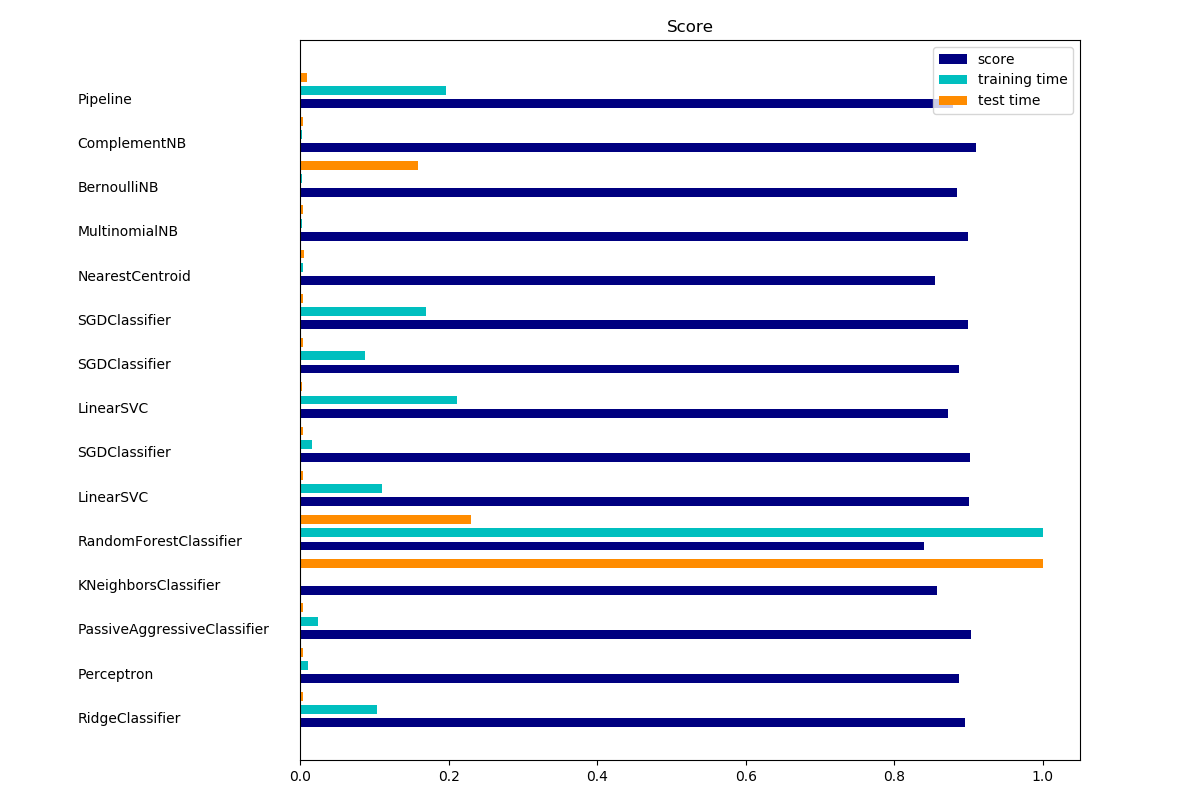 Score
score
training time
test time
Pipeline
ComplementNB
BernoulliNB
MultinomialNB
NearestCentroid
SGDClassifier
SGDClassifier
LinearSVC
SGDClassifier
LinearSVC
RandomForestClassifier
KNeighborsClassifier
PassiveAggressiveClassifier
Perceptron
RidgeClassifier
0.0 0.2 0.4 0.6 0.8 1.0